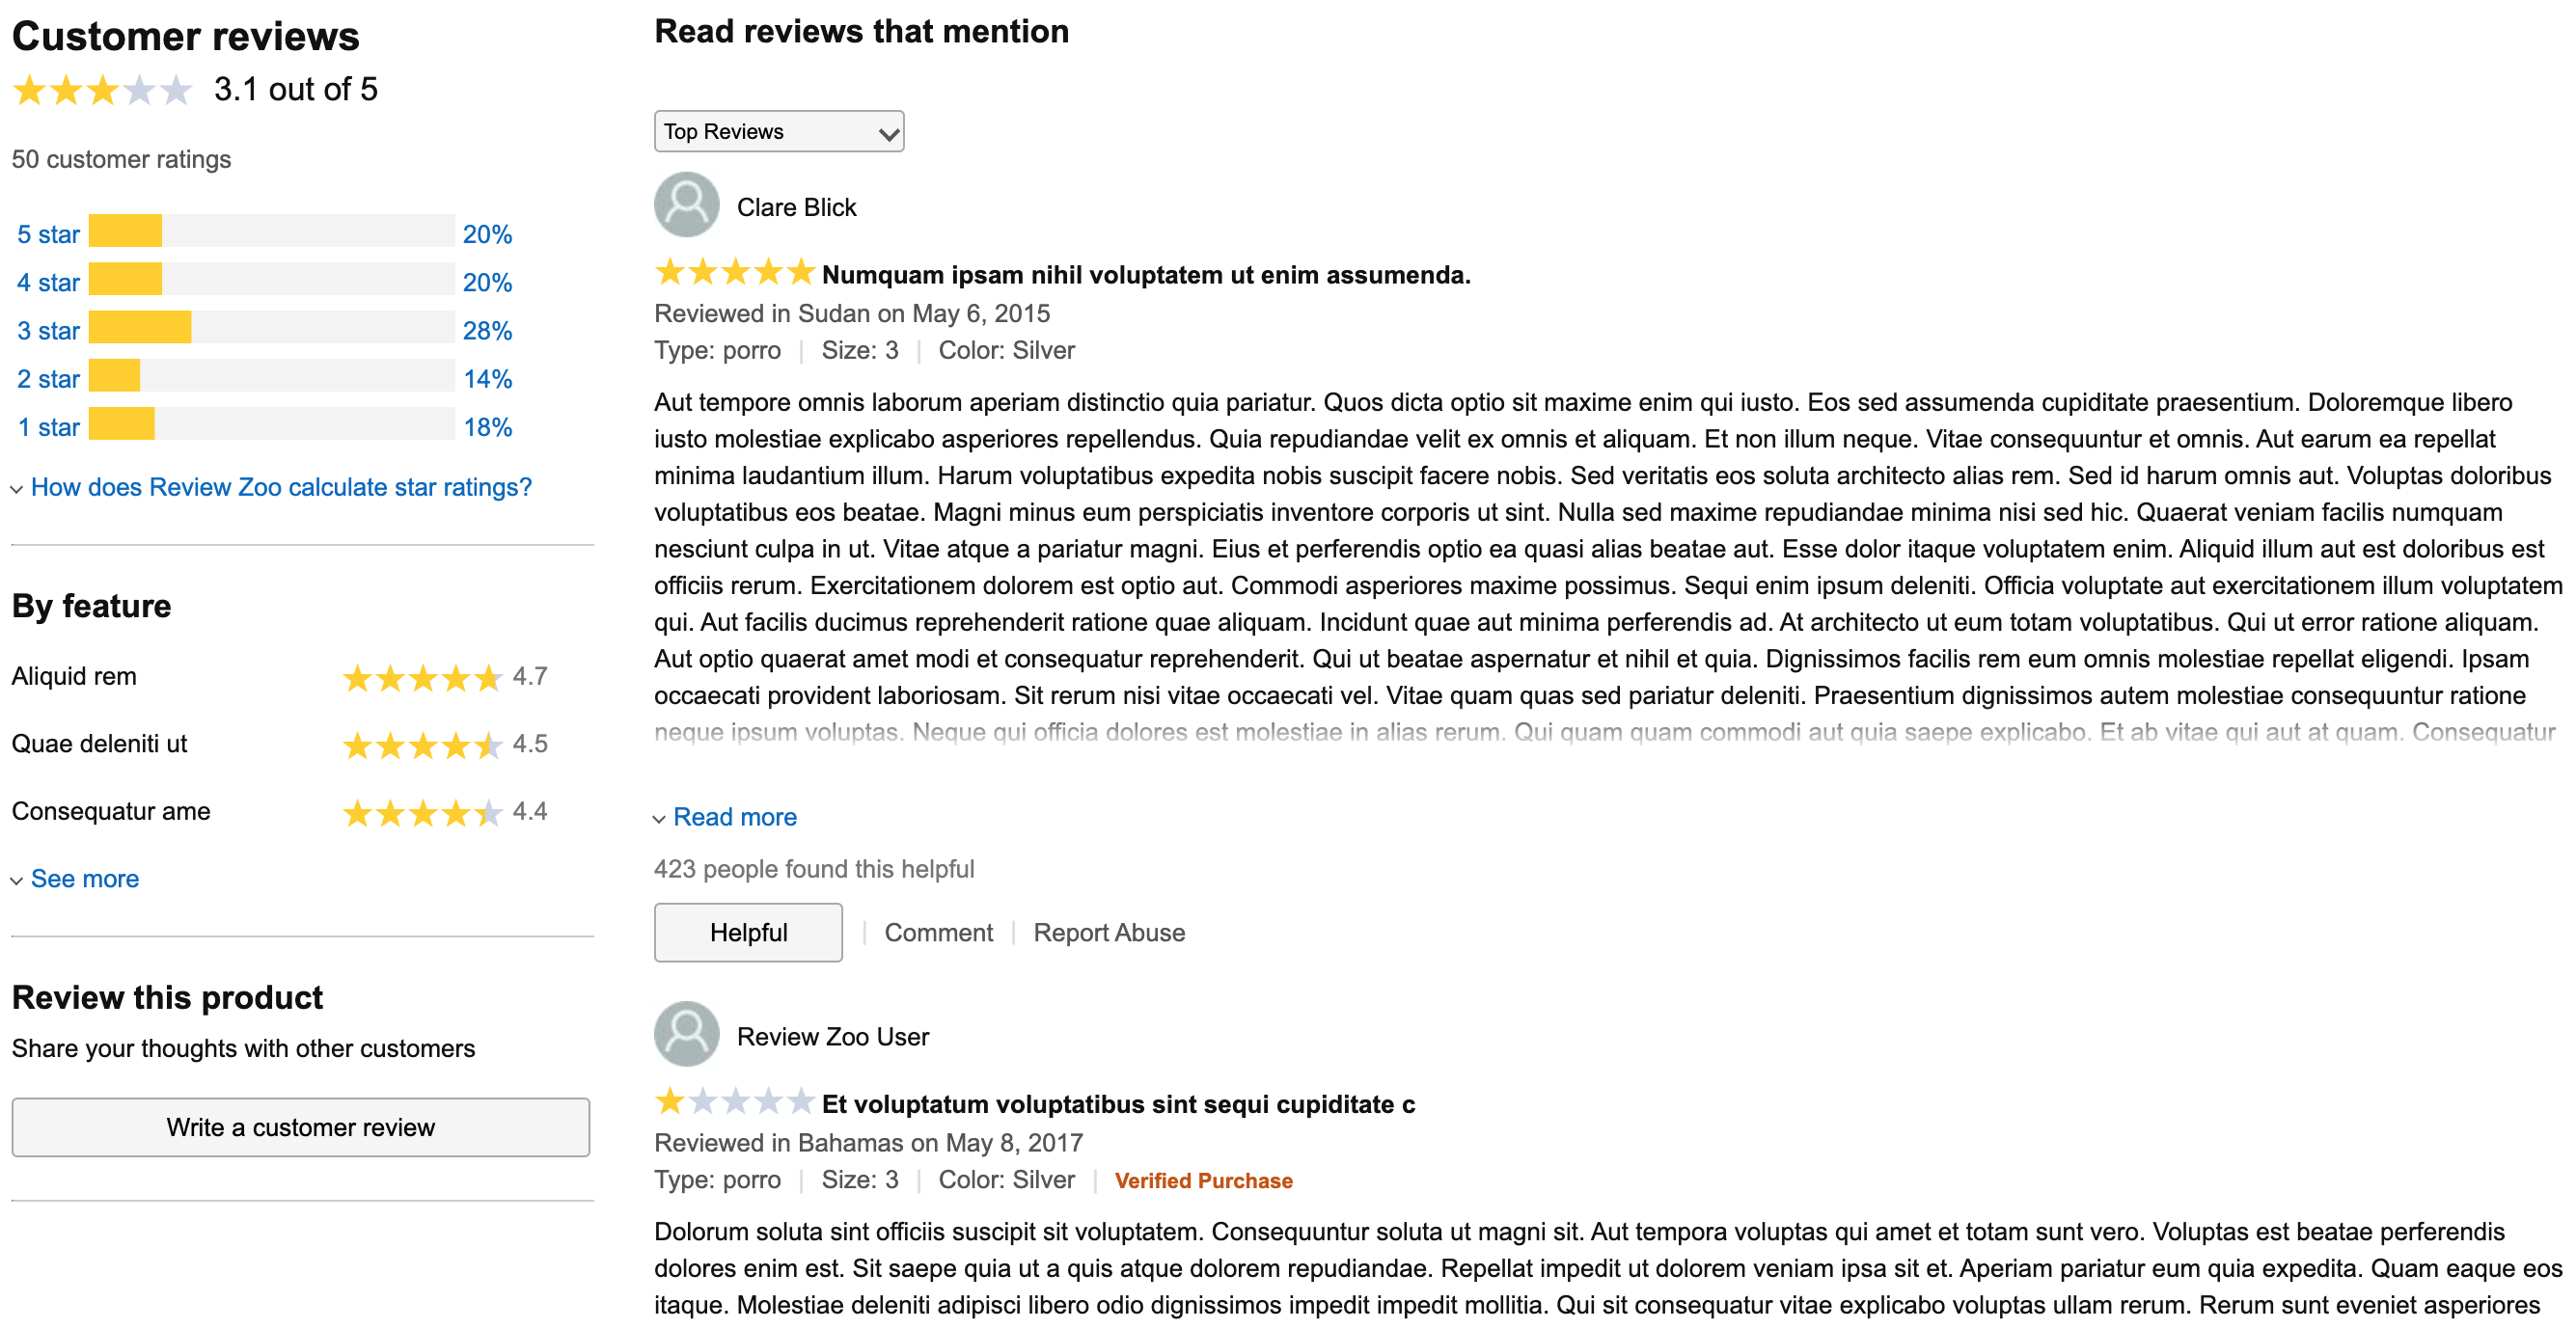 Customer reviews
3.1 out of 5
50 customer ratings
5 star 20%
4 star 20%
3 star 28%
2 star 14%
1 star 18%
How does Review Zoo calculate star ratings?
By feature
Aliquid rem 4.7
Quae deleniti ut 4.5
Consequatur ame 4.4
See more
Review this product
Share your thoughts with other customers
Write a customer review
Read reviews that mention
Top Reviews
Clare Blick
Numquam ipsam nihil voluptatem ut enim assumenda.
Reviewed in Sudan on May 6, 2015
Type: porro | Size: 3 | Color: Silver
Aut tempore omnis laborum aperiam distinctio quia pariatur. Quos dicta optio sit maxime enim qui iusto. Eos sed assumenda cupiditate praesentium. Doloremque libero
iusto molestiae explicabo asperiores repellendus. Quia repudiandae velit ex omnis et aliquam. Et non illum neque. Vitae consequuntur et omnis. Aut earum ea repellat
minima laudantium illum. Harum voluptatibus expedita nobis suscipit facere nobis. Sed veritatis eos soluta architecto alias rem. Sed id harum omnis aut. Voluptas doloribus
voluptatibus eos beatae. Magni minus eum perspiciatis inventore corporis ut sint. Nulla sed maxime repudiandae minima nisi sed hic. Quaerat veniam facilis numquam
nesciunt culpa in ut. Vitae atque a pariatur magni. Eius et perferendis optio ea quasi alias beatae aut. Esse dolor itaque voluptatem enim. Aliquid illum aut est doloribus est
officiis rerum. Exercitationem dolorem est optio aut. Commodi asperiores maxime possimus. Sequi enim ipsum deleniti. Officia voluptate aut exercitationem illum voluptatem
qui. Aut facilis ducimus reprehenderit ratione quae aliquam. Incidunt quae aut minima perferendis ad. At architecto ut eum totam voluptatibus. Qui ut error ratione aliquam.
Aut optio quaerat amet modi et consequatur reprehenderit. Qui ut beatae aspernatur et nihil et quia. Dignissimos facilis rem eum omnis molestiae repellat eligendi. Ipsam
occaecati provident laboriosam. Sit rerum nisi vitae occaecati vel. Vitae quam quas sed pariatur deleniti. Praesentium dignissimos autem molestiae consequuntur ratione
neque ipsum voluptas. Neque qui officia dolores est molestiae in alias rerum. Qui quam quam commodi aut quia saepe explicabo. Et ab vitae qui aut at quam. Consequatur
Read more
423 people found this helpful
Helpful | Comment | Report Abuse
Review Zoo User
Et voluptatum voluptatibus sint sequi cupiditate c
Reviewed in Bahamas on May 8, 2017
Type: porro | Size: 3 | Color: Silver | Verified Purchase
Dolorum soluta sint officiis suscipit sit voluptatem. Consequuntur soluta ut magni sit. Aut tempora voluptas qui amet et totam sunt vero. Voluptas est beatae perferendis
dolores enim est. Sit saepe quia ut a quis atque dolorem repudiandae. Repellat impedit ut dolorem veniam ipsa sit et. Aperiam pariatur eum quia expedita. Quam eaque eos
itaque. Molestiae deleniti adipisci libero odio dignissimos impedit impedit mollitia. Qui sit consequatur vitae explicabo voluptas ullam rerum. Rerum sunt eveniet asperiores